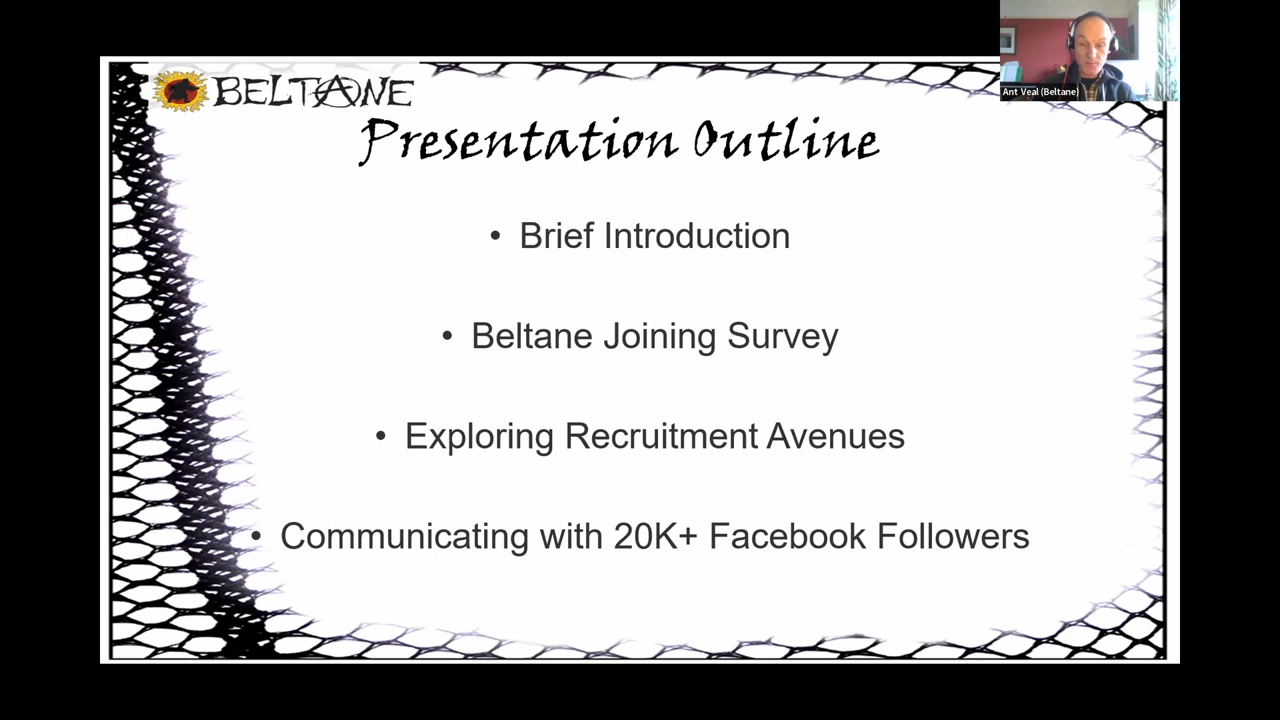 BELTANE
Ant Veal (Beltane)
Presentation Outline
• Brief Introduction
• Beltane Joining Survey
• Exploring Recruitment Avenues
• Communicating with 20K+ Facebook Followers